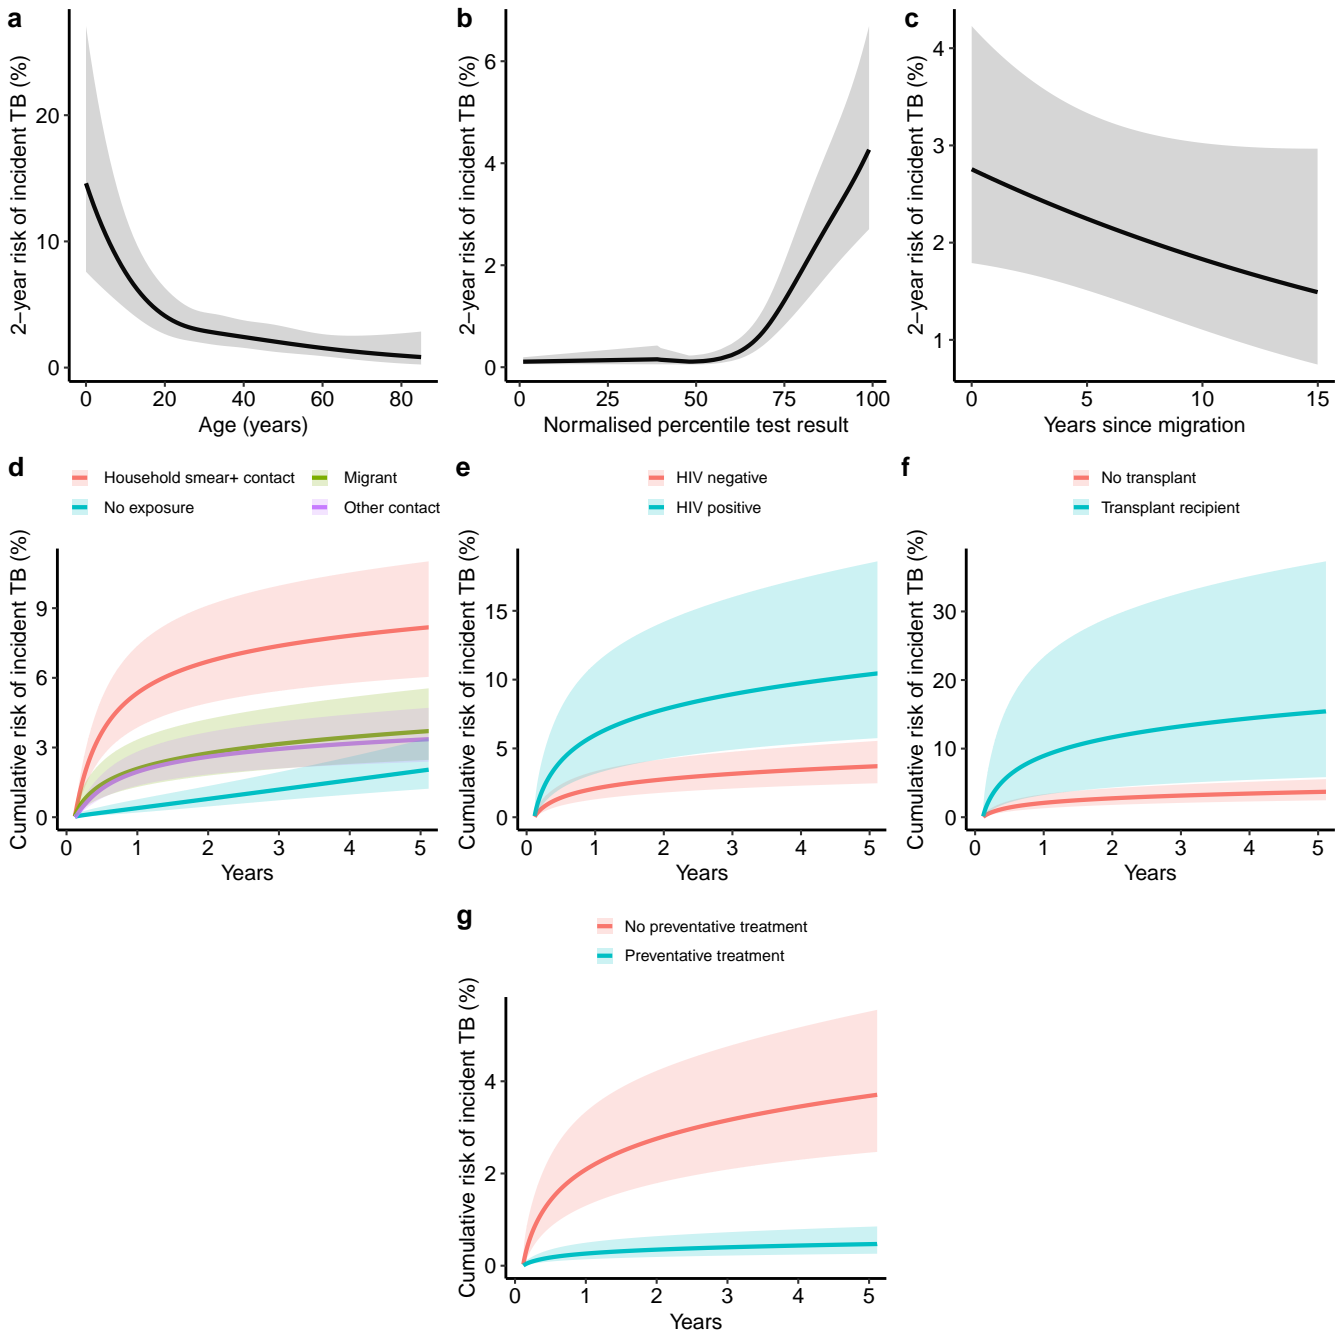 a
2−year risk of incident TB (%)
20
10
0
0 20 40 60 80
Age (years)
b
2−year risk of incident TB (%)
6
4
2
0
0 25 50 75 100
Normalised percentile test result
c
2−year risk of incident TB (%)
4
3
2
1
0 5 10 15
Years since migration
d
Household smear+ contact Migrant
No exposure Other contact
Cumulative risk of incident TB (%)
9
6
3
0
0 1 2 3 4 5
Years
e
HIV negative
HIV positive
Cumulative risk of incident TB (%)
15
10
5
0
0 1 2 3 4 5
Years
f
No transplant
Transplant recipient
Cumulative risk of incident TB (%)
30
20
10
0
0 1 2 3 4 5
Years
g
No preventative treatment
Preventative treatment
Cumulative risk of incident TB (%)
4
2
0
0 1 2 3 4 5
Years